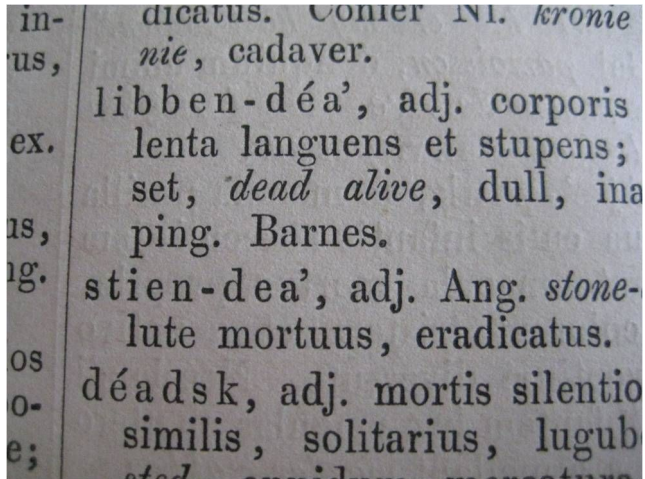 in-
us,
ex.
us,
ng.
os
o-
e;
dicatus. Confer Nl. kronie
nie, cadaver.
libben-déa’, adj. corporis
lenta languens et stupens;
set, dead alive, dull, ina
ping. Barnes.
stien-dea’, adj. Ang. stone-
lute mortuus, eradicatus.
déadsk, adj. mortis silentio
similis, solitarius, lugub